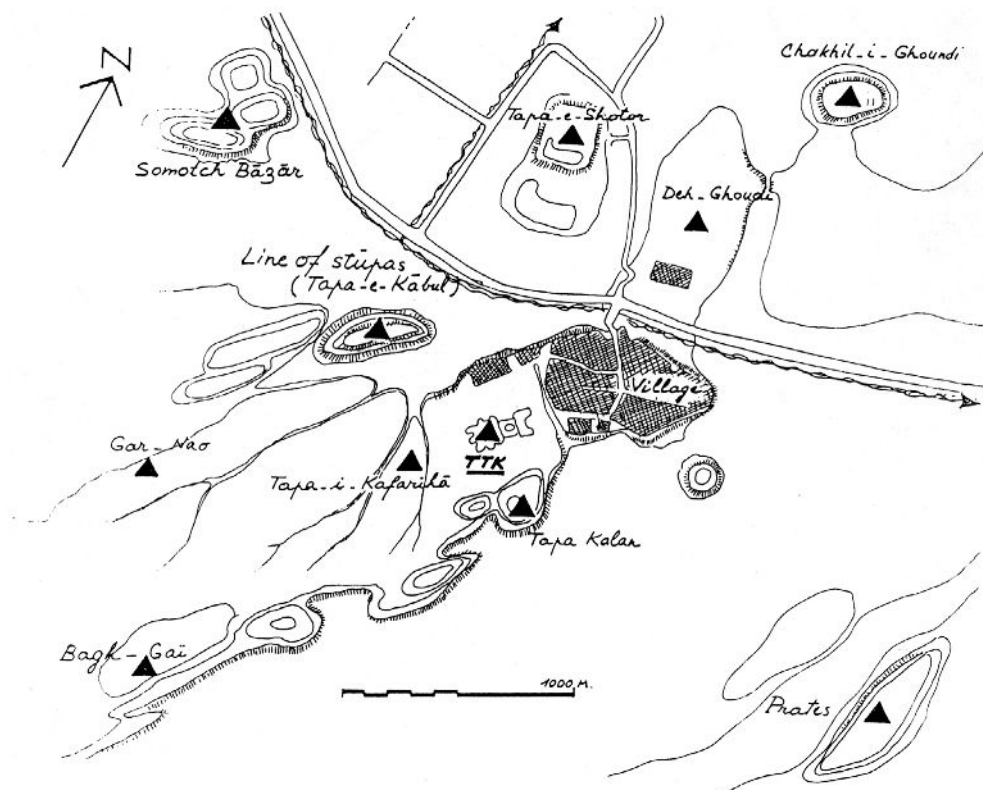 N
Chakhil-i-Ghoundi
Tapa-e-Shotor
Somotch Bāzār
Deh-Ghoudi
Line of stūpas
(Tapa-e-Kābul)
Village
Gar-Nao
TTK
Tapa-i-Kafarihā
Tapa Kalan
Bagh-Gaï
1000 M.
Prates